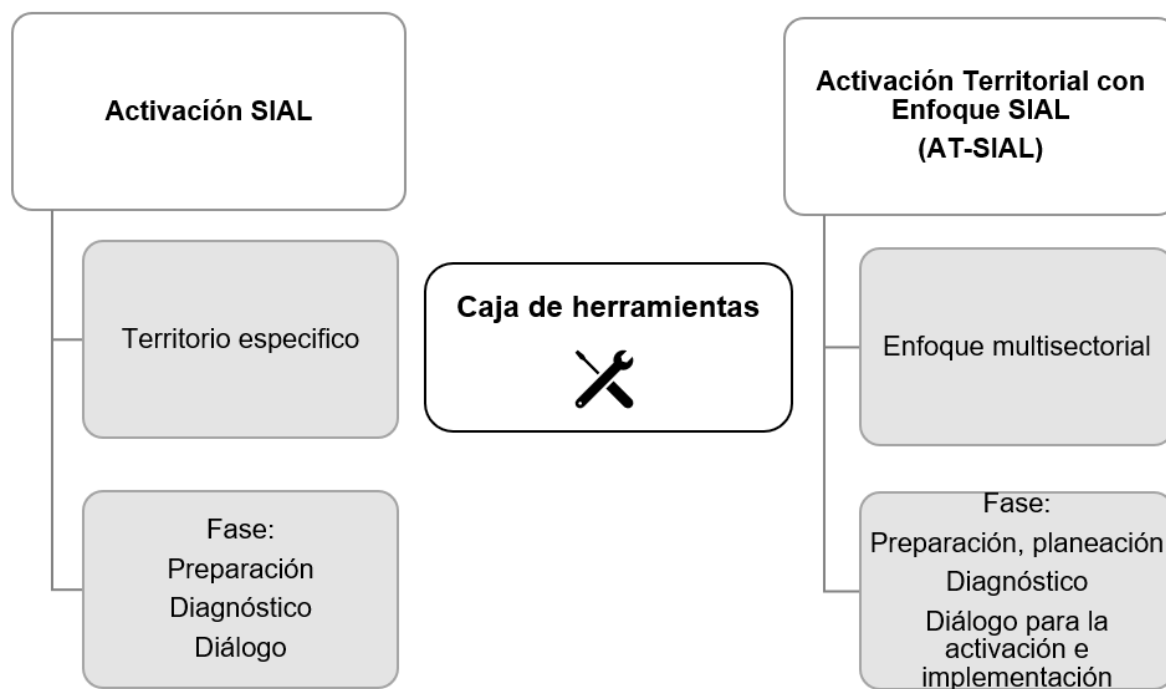 Activacíón SIAL
Territorio especifico
Fase:
Preparación
Diagnóstico
Diálogo
Caja de herramientas
Activación Territorial con
Enfoque SIAL
(AT-SIAL)
Enfoque multisectorial
Fase:
Preparación, planeación
Diagnóstico
Diálogo para la
activación e
implementación